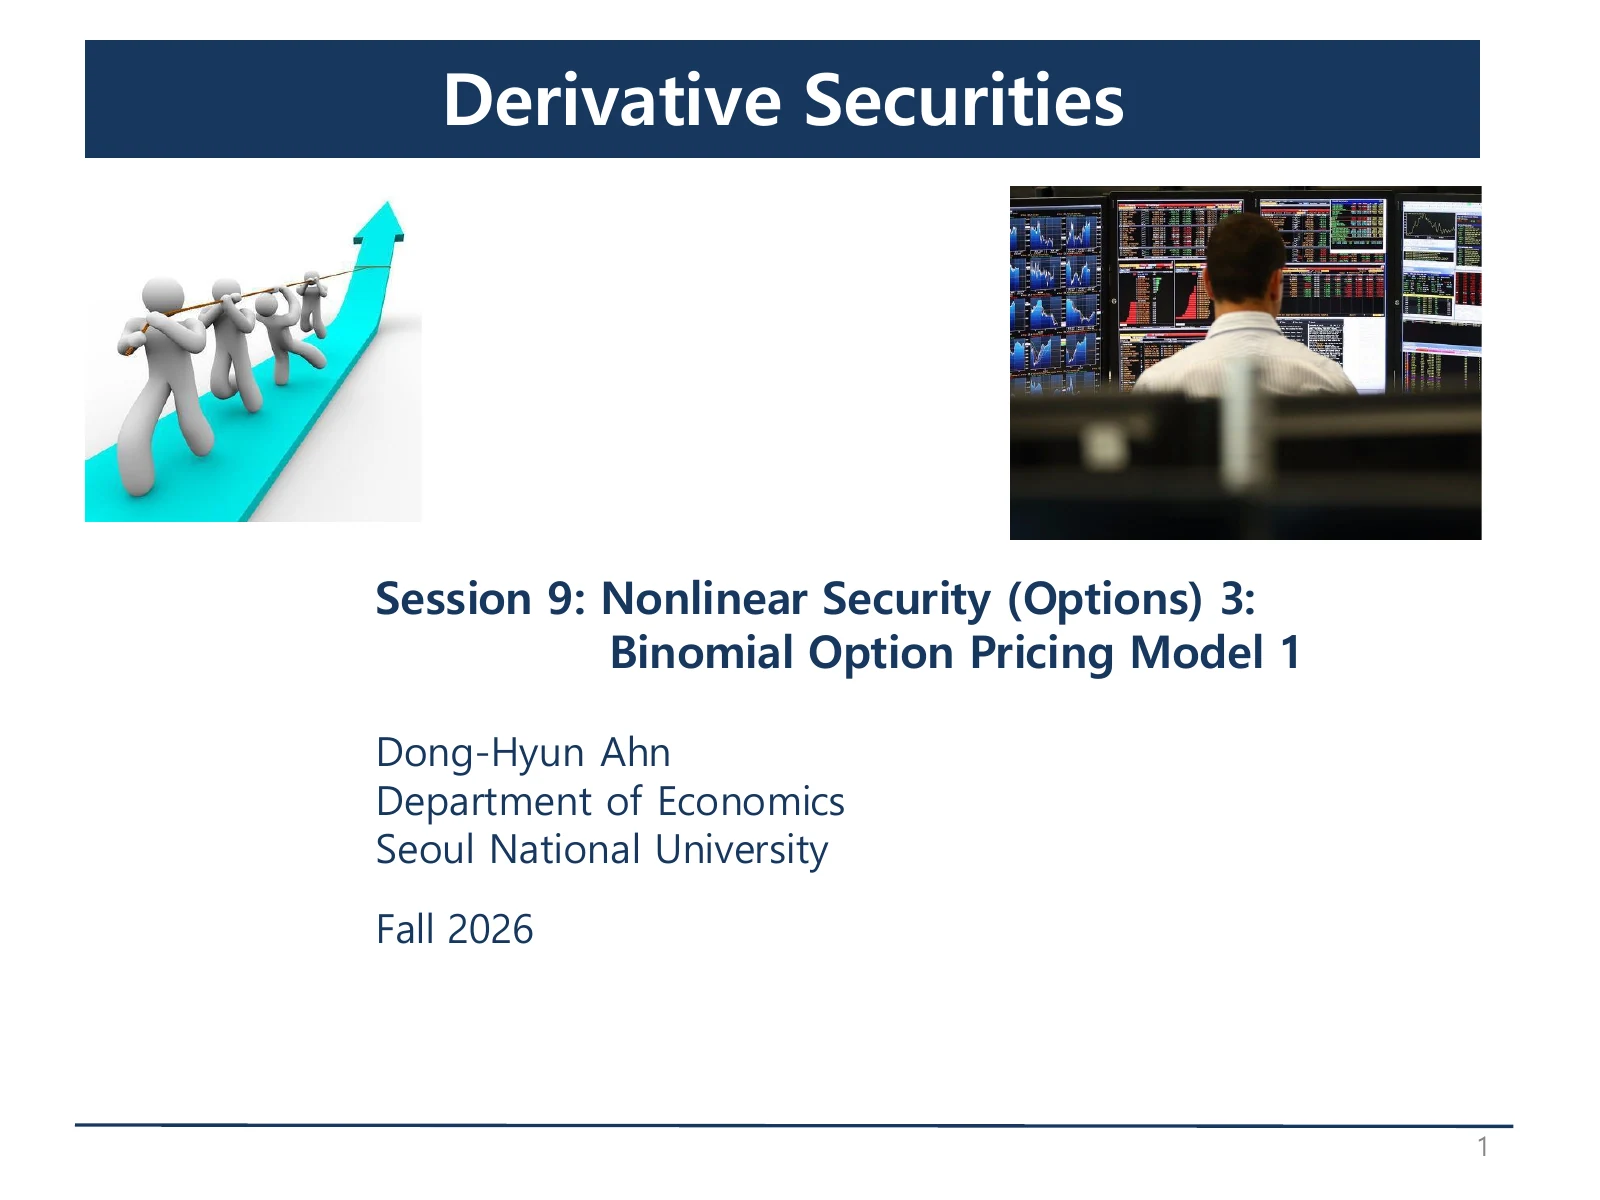 Derivative Securities
Session 9: Nonlinear Security (Options) 3:
Binomial Option Pricing Model 1
Dong-Hyun Ahn
Department of Economics
Seoul National University
Fall 2026
1